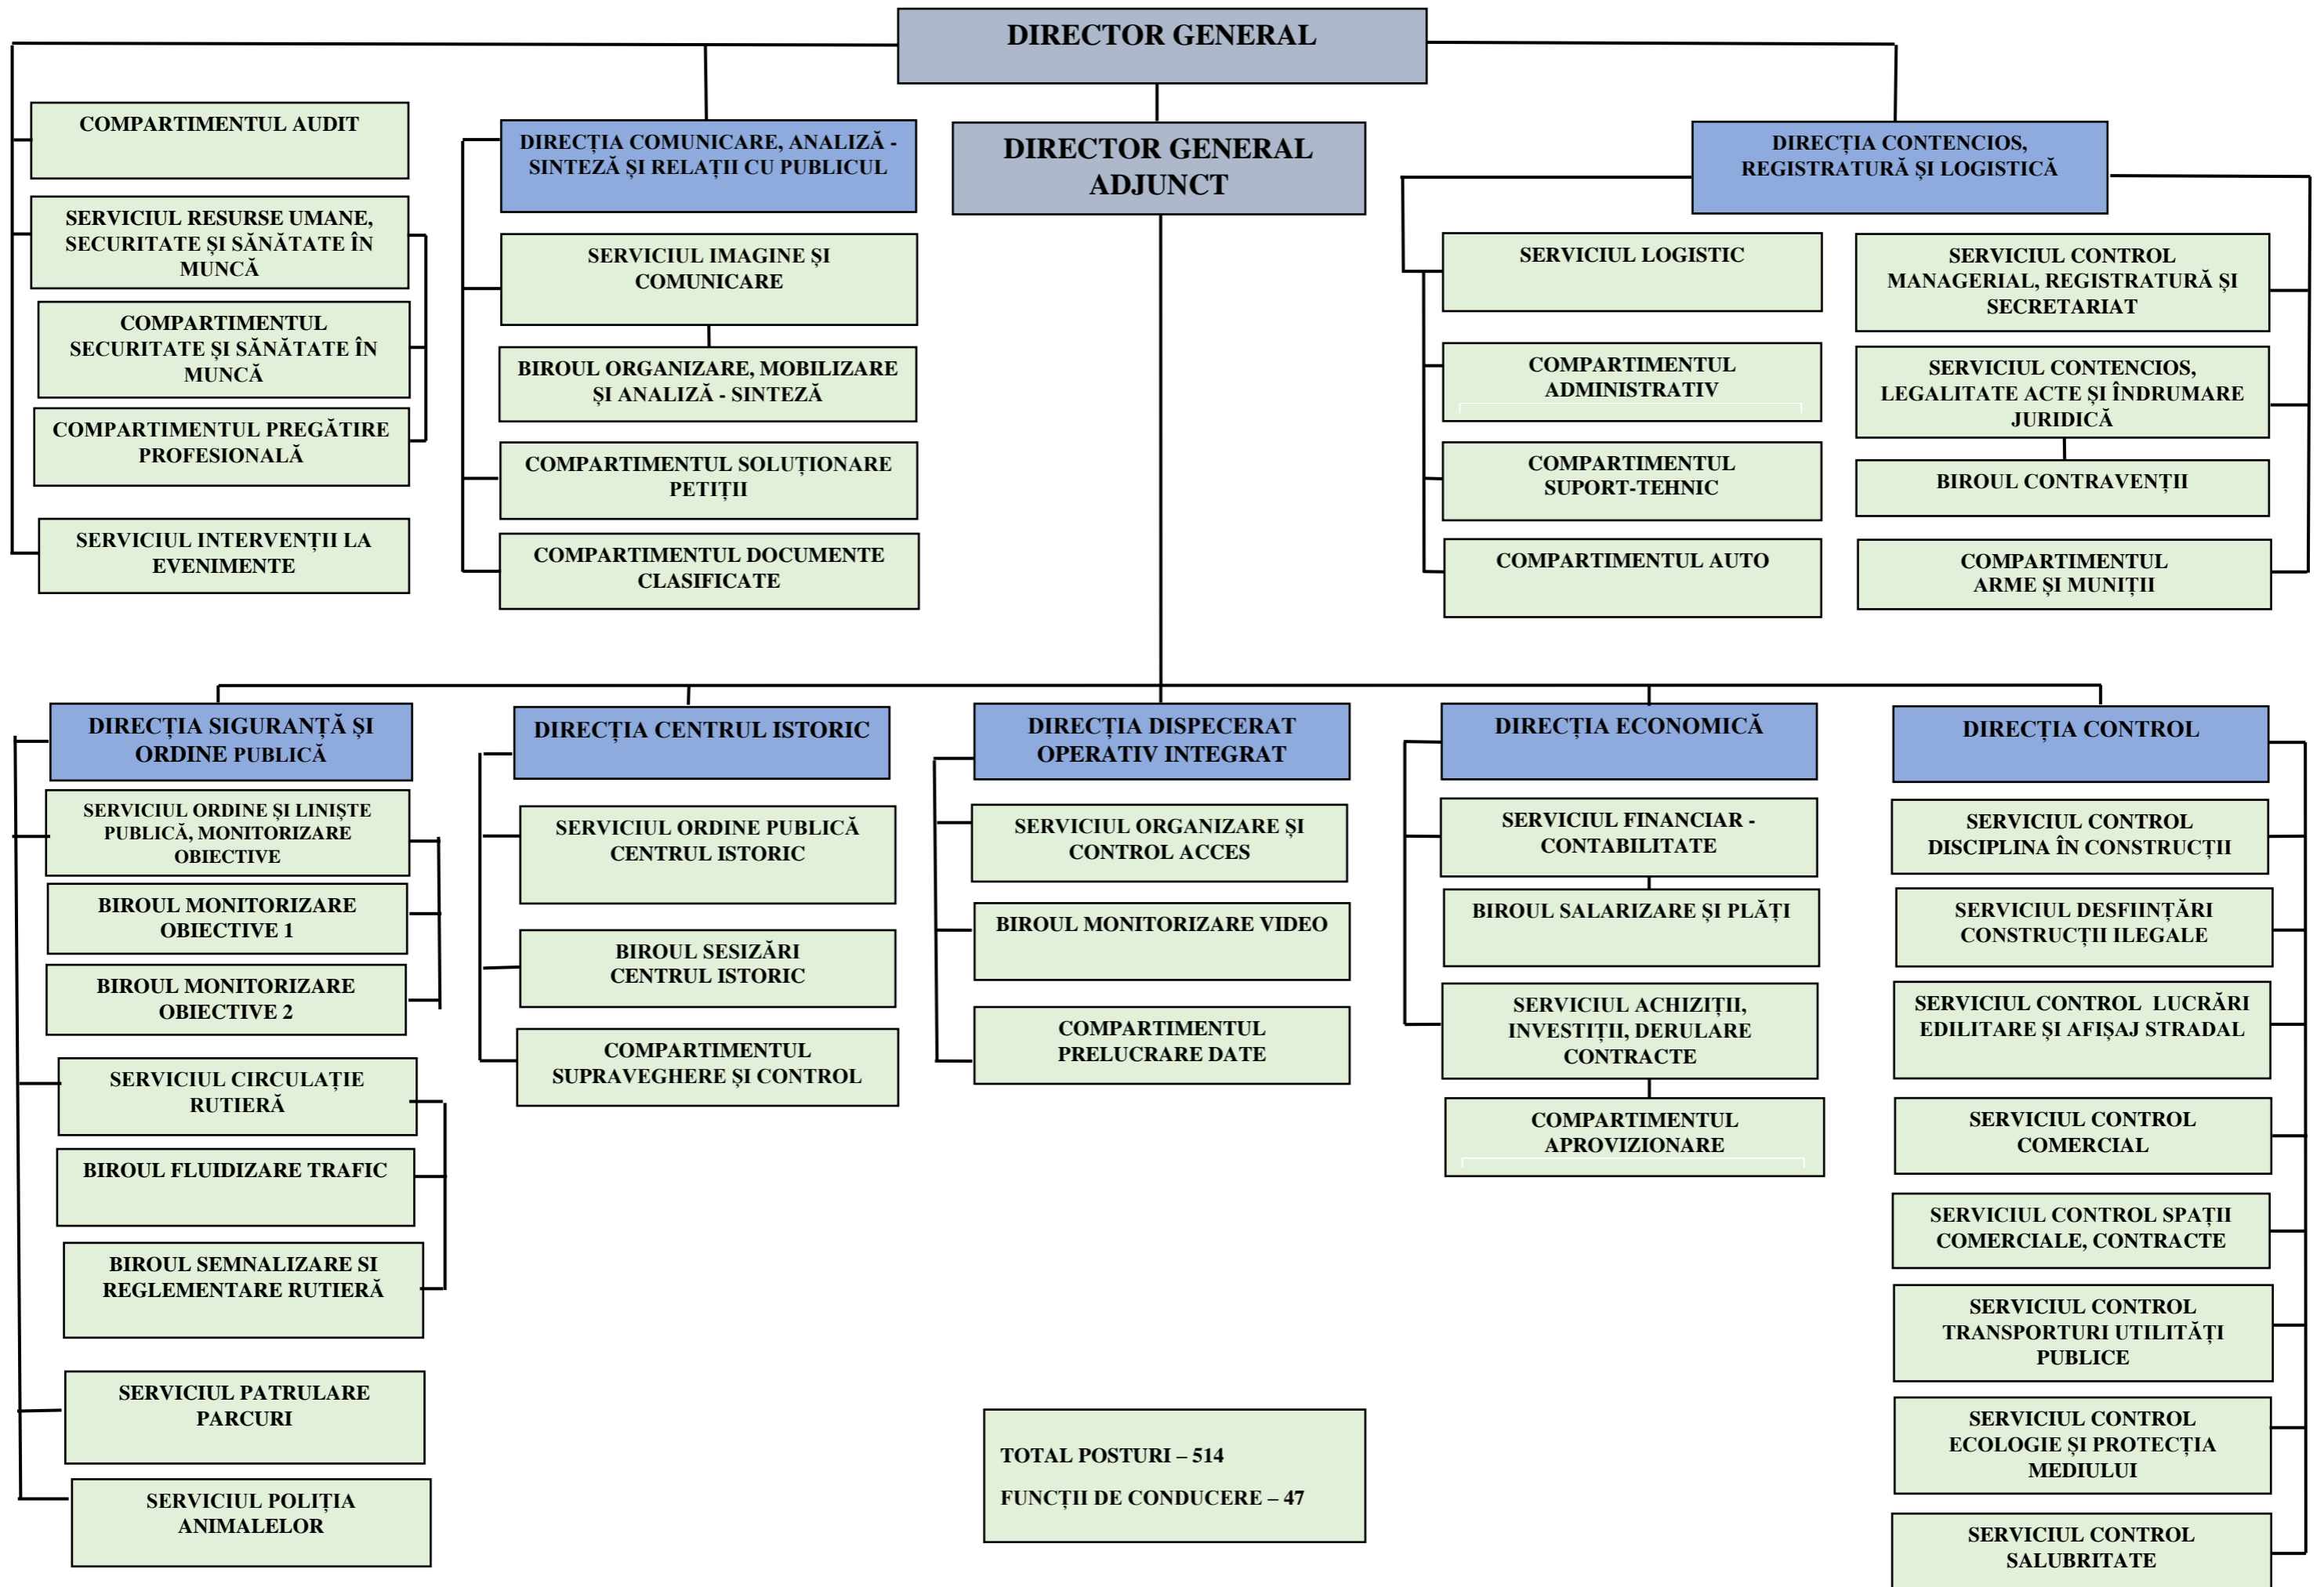 DIRECTOR GENERAL
COMPARTIMENTUL AUDIT
SERVICIUL RESURSE UMANE,
SECURITATE ȘI SĂNĂTATE ÎN
MUNCĂ
COMPARTIMENTUL
SECURITATE ȘI SĂNĂTATE ÎN
MUNCĂ
COMPARTIMENTUL PREGĂTIRE
PROFESIONALĂ
SERVICIUL INTERVENȚII LA
EVENIMENTE
DIRECȚIA COMUNICARE, ANALIZĂ -
SINTEZĂ ȘI RELAȚII CU PUBLICUL
SERVICIUL IMAGINE ȘI
COMUNICARE
BIROUL ORGANIZARE, MOBILIZARE
ȘI ANALIZĂ - SINTEZĂ
COMPARTIMENTUL SOLUȚIONARE
PETIȚII
COMPARTIMENTUL DOCUMENTE
CLASIFICATE
DIRECTOR GENERAL
ADJUNCT
DIRECȚIA CONTENCIOS,
REGISTRATURĂ ȘI LOGISTICĂ
SERVICIUL LOGISTIC
COMPARTIMENTUL
ADMINISTRATIV
COMPARTIMENTUL
SUPORT-TEHNIC
COMPARTIMENTUL AUTO
SERVICIUL CONTROL
MANAGERIAL, REGISTRATURĂ ȘI
SECRETARIAT
SERVICIUL CONTENCIOS,
LEGALITATE ACTE ȘI ÎNDRUMARE
JURIDICĂ
BIROUL CONTRAVENȚII
COMPARTIMENTUL
ARME ȘI MUNIȚII
DIRECȚIA SIGURANȚĂ ȘI
ORDINE PUBLICĂ
SERVICIUL ORDINE ȘI LINIȘTE
PUBLICĂ, MONITORIZARE
OBIECTIVE
BIROUL MONITORIZARE
OBIECTIVE 1
BIROUL MONITORIZARE
OBIECTIVE 2
SERVICIUL CIRCULAȚIE
RUTIERĂ
BIROUL FLUIDIZARE TRAFIC
BIROUL SEMNALIZARE SI
REGLEMENTARE RUTIERĂ
SERVICIUL PATRULARE
PARCURI
SERVICIUL POLIȚIA
ANIMALELOR
DIRECȚIA CENTRUL ISTORIC
SERVICIUL ORDINE PUBLICĂ
CENTRUL ISTORIC
BIROUL SESIZĂRI
CENTRUL ISTORIC
COMPARTIMENTUL
SUPRAVEGHERE ȘI CONTROL
DIRECȚIA DISPECERAT
OPERATIV INTEGRAT
SERVICIUL ORGANIZARE ȘI
CONTROL ACCES
BIROUL MONITORIZARE VIDEO
COMPARTIMENTUL
PRELUCRARE DATE
DIRECȚIA ECONOMICĂ
SERVICIUL FINANCIAR -
CONTABILITATE
BIROUL SALARIZARE ȘI PLĂȚI
SERVICIUL ACHIZIȚII,
INVESTIȚII, DERULARE
CONTRACTE
COMPARTIMENTUL
APROVIZIONARE
DIRECȚIA CONTROL
SERVICIUL CONTROL
DISCIPLINA ÎN CONSTRUCȚII
SERVICIUL DESFIINȚĂRI
CONSTRUCȚII ILEGALE
SERVICIUL CONTROL LUCRĂRI
EDILITARE ȘI AFIȘAJ STRADAL
SERVICIUL CONTROL
COMERCIAL
SERVICIUL CONTROL SPAȚII
COMERCIALE, CONTRACTE
SERVICIUL CONTROL
TRANSPORTURI UTILITĂȚI
PUBLICE
SERVICIUL CONTROL
ECOLOGIE ȘI PROTECȚIA
MEDIULUI
SERVICIUL CONTROL
SALUBRITATE
TOTAL POSTURI – 514
FUNCȚII DE CONDUCERE – 47